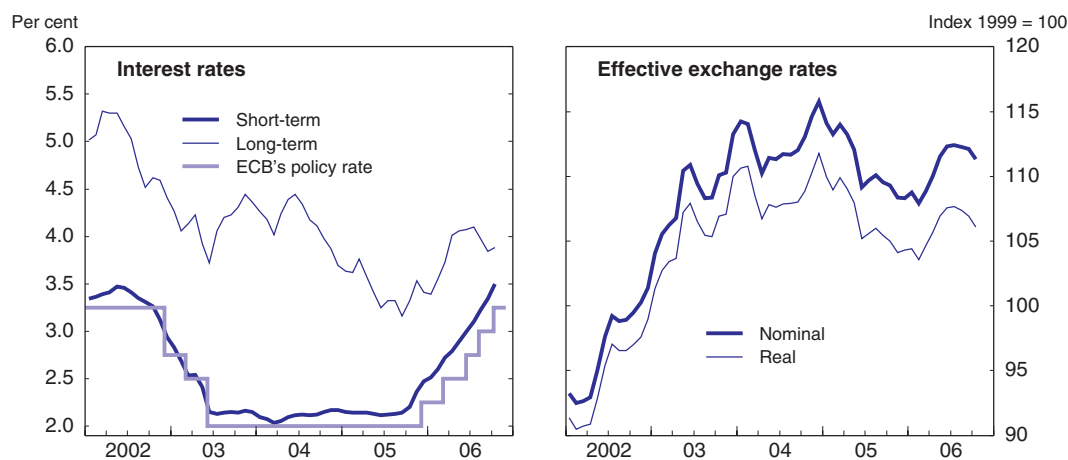 Per cent
Interest rates
Short-term
Long-term
ECB's policy rate
6.0
5.5
5.0
4.5
4.0
3.5
3.0
2.5
2.0
2002 03 04 05 06
Index 1999 = 100
Effective exchange rates
Nominal
Real
120
115
110
105
100
95
90
2002 03 04 05 06